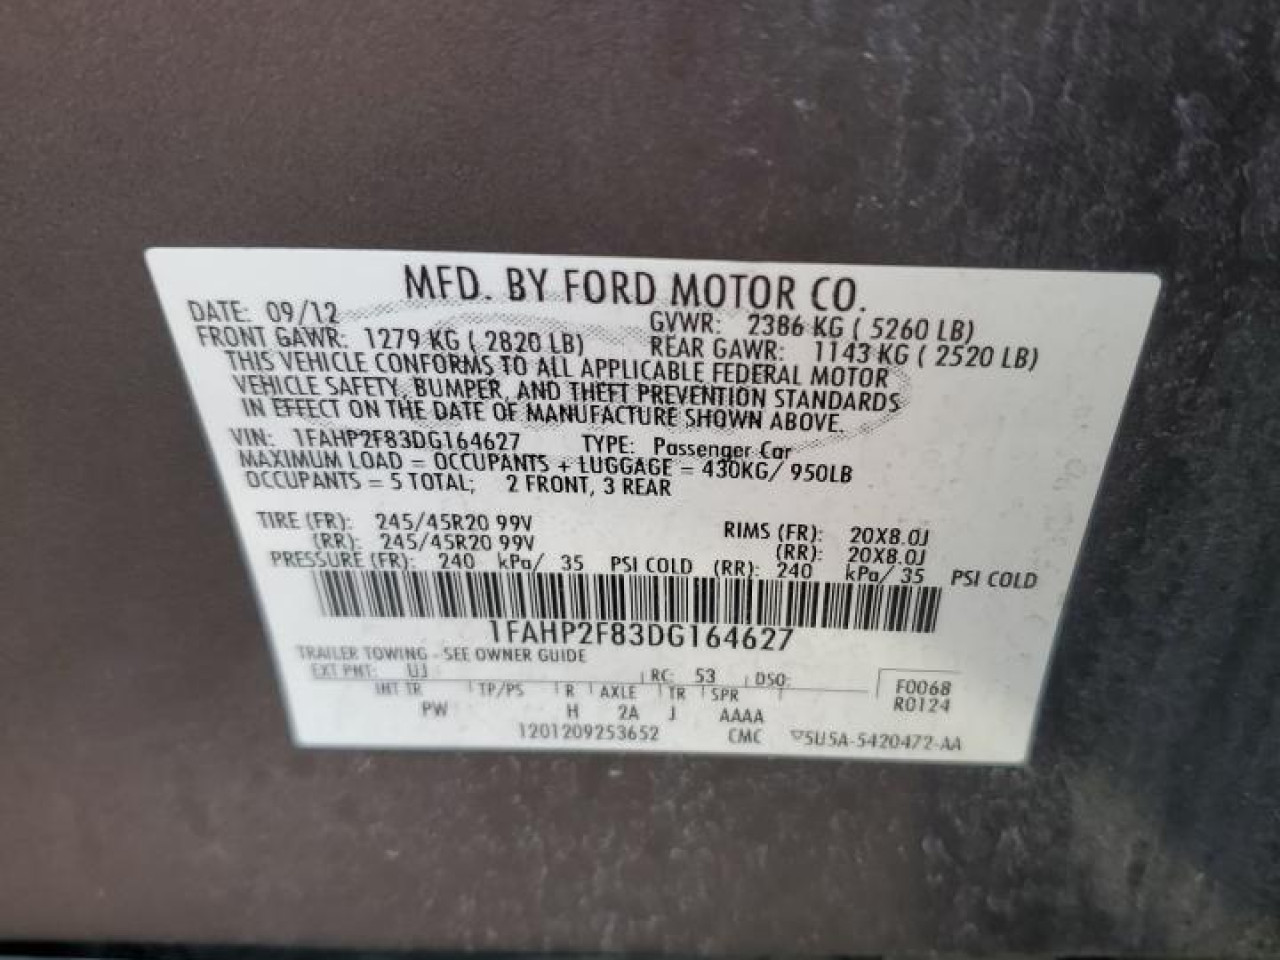 MFD. BY FORD MOTOR CO.
DATE: 09/12 GVWR: 2386 KG ( 5260 LB)
FRONT GAWR: 1279 KG ( 2820 LB) REAR GAWR: 1143 KG ( 2520 LB)
THIS VEHICLE CONFORMS TO ALL APPLICABLE FEDERAL MOTOR
VEHICLE SAFETY, BUMPER, AND THEFT PREVENTION STANDARDS
IN EFFECT ON THE DATE OF MANUFACTURE SHOWN ABOVE.
VIN: 1FAHP2F83DG164627 TYPE: Passenger Car
MAXIMUM LOAD = OCCUPANTS + LUGGAGE = 430KG/ 950LB
OCCUPANTS = 5 TOTAL; 2 FRONT, 3 REAR
TIRE (FR): 245/45R20 99V RIMS (FR): 20X8.0J
(RR): 245/45R20 99V (RR): 20X8.0J
PRESSURE (FR): 240 kPa/ 35 PSI COLD (RR): 240 kPa/ 35 PSI COLD
1FAHP2F83DG164627
TRAILER TOWING - SEE OWNER GUIDE
EXT PNT: UJ RC: 53 DSO: F0068
INT TR TP/PS R AXLE TR SPR R0124
PW H 2A J AAAA
1201209253652 CMC 5U5A-5420472-AA